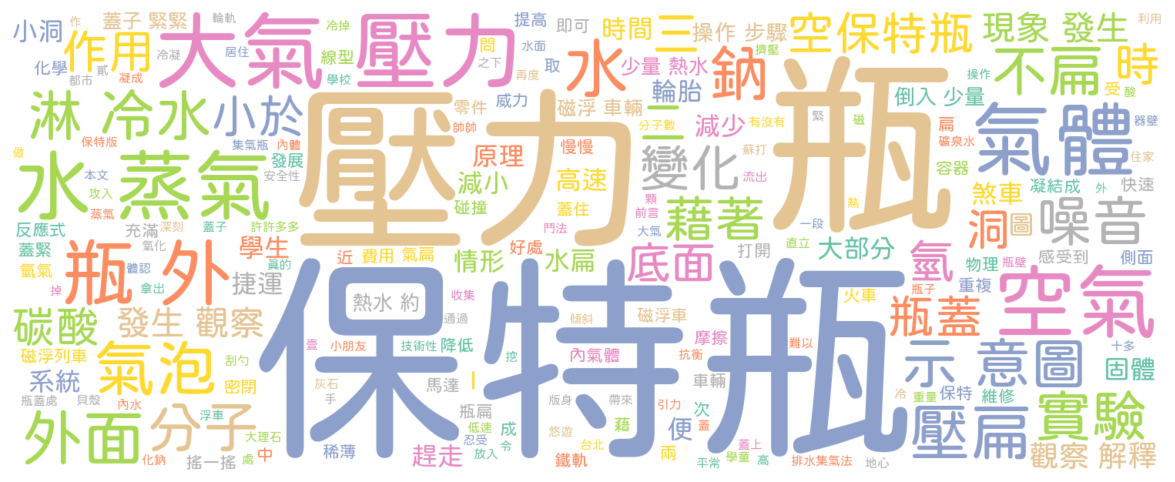 小洞 作 蓋子 緊緊 輪軌 大氣 壓力 冷掉 提高 即可 問 時間 三 操作 步驟 空保特瓶 現象 發生 利用
化學 作用 都市 貳 冷凝 凝成 居住 線型 學校 水面 之下 取 再度 水 少量 熱水 擠壓 鈉 不扁 時 操作 受 酸
淋 冷水 小於 零件 威力 磁浮 車輛 輪胎 二 減少 有沒有 瓶 倒入 少量 緊 磁 扁 氣體 器壁
保特版 集氣瓶 內體 帥帥 壓力 分子數 蘇打 礦泉水 住家
做 水 蒸氣 發展 安全性 本文 攻入 原理 慢慢 減小 高速 變化 容器 煞車 凝結成 外 快速
反應式 蒸氣 充滿 深刻 蓋子 許許多多 碰撞 蓋住 顆 前言 流出 藉著 大氣 一段 熱 洞 圖 噪音
蓋緊 瓶 外 氧化 學生 近 費用 氣扁 好處 鬥法 底面 打開 直立 大部分 氫 物理 瓶壁 感受到 側面
氫氣 體認 真的 掉 拿出 捷運 熱水 約 情形 水扁 收集 瓶子 重複 空氣
碳酸 發生 觀察 保特瓶 通過 傾斜 磁浮車 火車 瓶蓋 十多
磁浮列車 氣泡 刮勺 壹 小朋友 技術性 降低 挖 內氣體 摩擦 抗衡 難以 示 意圖 固體
系統 密閉 灰石 手 馬達 I 版身 帶來 車輛 引力 冷 重量 保特 維修
瓶蓋處 貝殼 內水 浮車 瓶扁 低速 成 悠遊 藉 次 蓋 便 壓扁 實驗
外面 分子 大理石 處 中 稀薄 忍受 令 台北 兩 學童 高 蓋上
化鈉 搖一搖 趕走 放入 鐵軌 平常 排水集氣法 地心 觀察 解釋